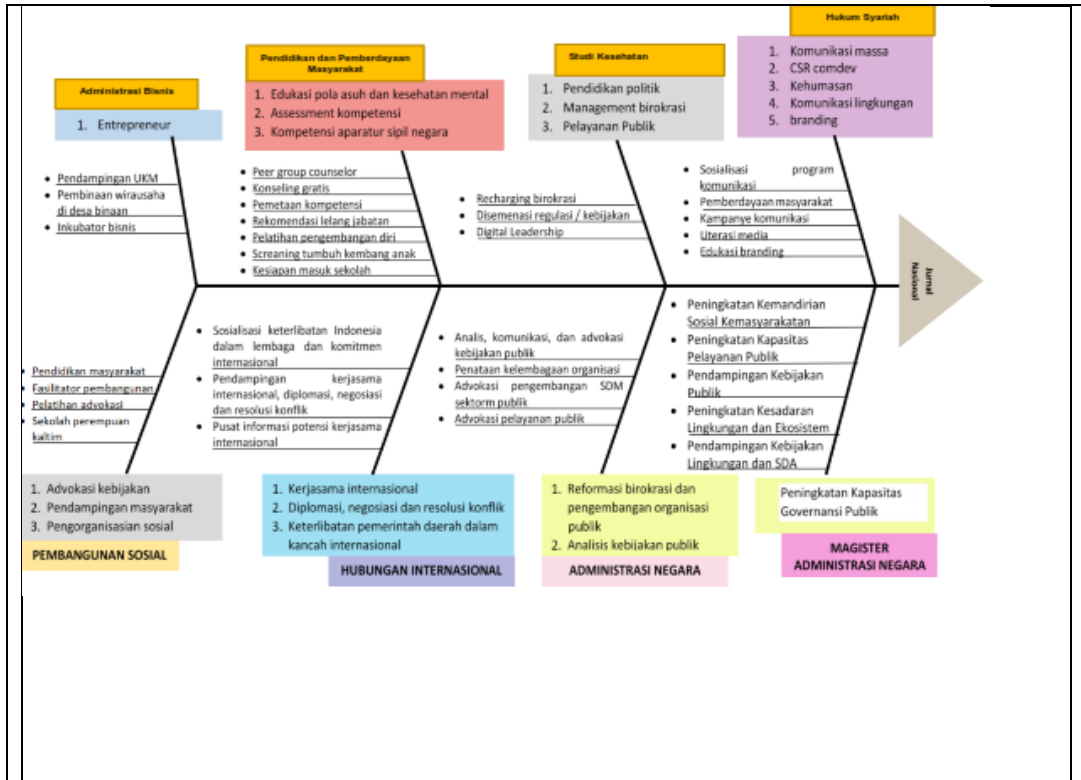 Hukum Syariah
1. Komunikasi massa
2. CSR comdev
3. Kehumasan
4. Komunikasi lingkungan
5. branding
Pendidikan dan Pemberdayaan
Masyarakat
1. Edukasi pola asuh dan kesehatan mental
2. Assessment kompetensi
3. Kompetensi aparatur sipil negara
Studi Kesehatan
1. Pendidikan politik
2. Management birokrasi
3. Pelayanan Publik
Administrasi Bisnis
1. Entrepreneur
• Pendampingan UKM
• Pembinaan wirausaha
di desa binaan
• Inkubator bisnis
• Peer group counselor
• Konseling gratis
• Pemetaan kompetensi
• Rekomendasi lelang jabatan
• Pelatihan pengembangan diri
• Screaning tumbuh kembang anak
• Kesiapan masuk sekolah
• Recharging birokrasi
• Disemenasi regulasi / kebijakan
• Digital Leadership
• Sosialisasi program
komunikasi
• Pemberdayaan masyarakat
• Kampanye komunikasi
• Literasi media
• Edukasi branding
Jurnal
Nasional
• Pendidikan masyarakat
• Fasilitator pembangunan
• Pelatihan advokasi
• Sekolah perempuan
kaltim
• Sosialisasi keterlibatan Indonesia
dalam lembaga dan komitmen
internasional
• Pendampingan kerjasama
internasional, diplomasi, negosiasi
dan resolusi konflik
• Pusat informasi potensi kerjasama
internasional
• Analis, komunikasi, dan advokasi
kebijakan publik
• Penataan kelembagaan organisasi
• Advokasi pengembangan SDM
sektorm publik
• Advokasi pelayanan publik
• Peningkatan Kemandirian
Sosial Kemasyarakatan
• Peningkatan Kapasitas
Pelayanan Publik
• Pendampingan Kebijakan
Publik
• Peningkatan Kesadaran
Lingkungan dan Ekosistem
• Pendampingan Kebijakan
Lingkungan dan SDA
1. Advokasi kebijakan
2. Pendampingan masyarakat
3. Pengorganisasian sosial
PEMBANGUNAN SOSIAL
1. Kerjasama internasional
2. Diplomasi, negosiasi dan resolusi konflik
3. Keterlibatan pemerintah daerah dalam
kancah internasional
HUBUNGAN INTERNASIONAL
1. Reformasi birokrasi dan
pengembangan organisasi
publik
2. Analisis kebijakan publik
ADMINISTRASI NEGARA
Peningkatan Kapasitas
Governansi Publik
MAGISTER
ADMINISTRASI NEGARA